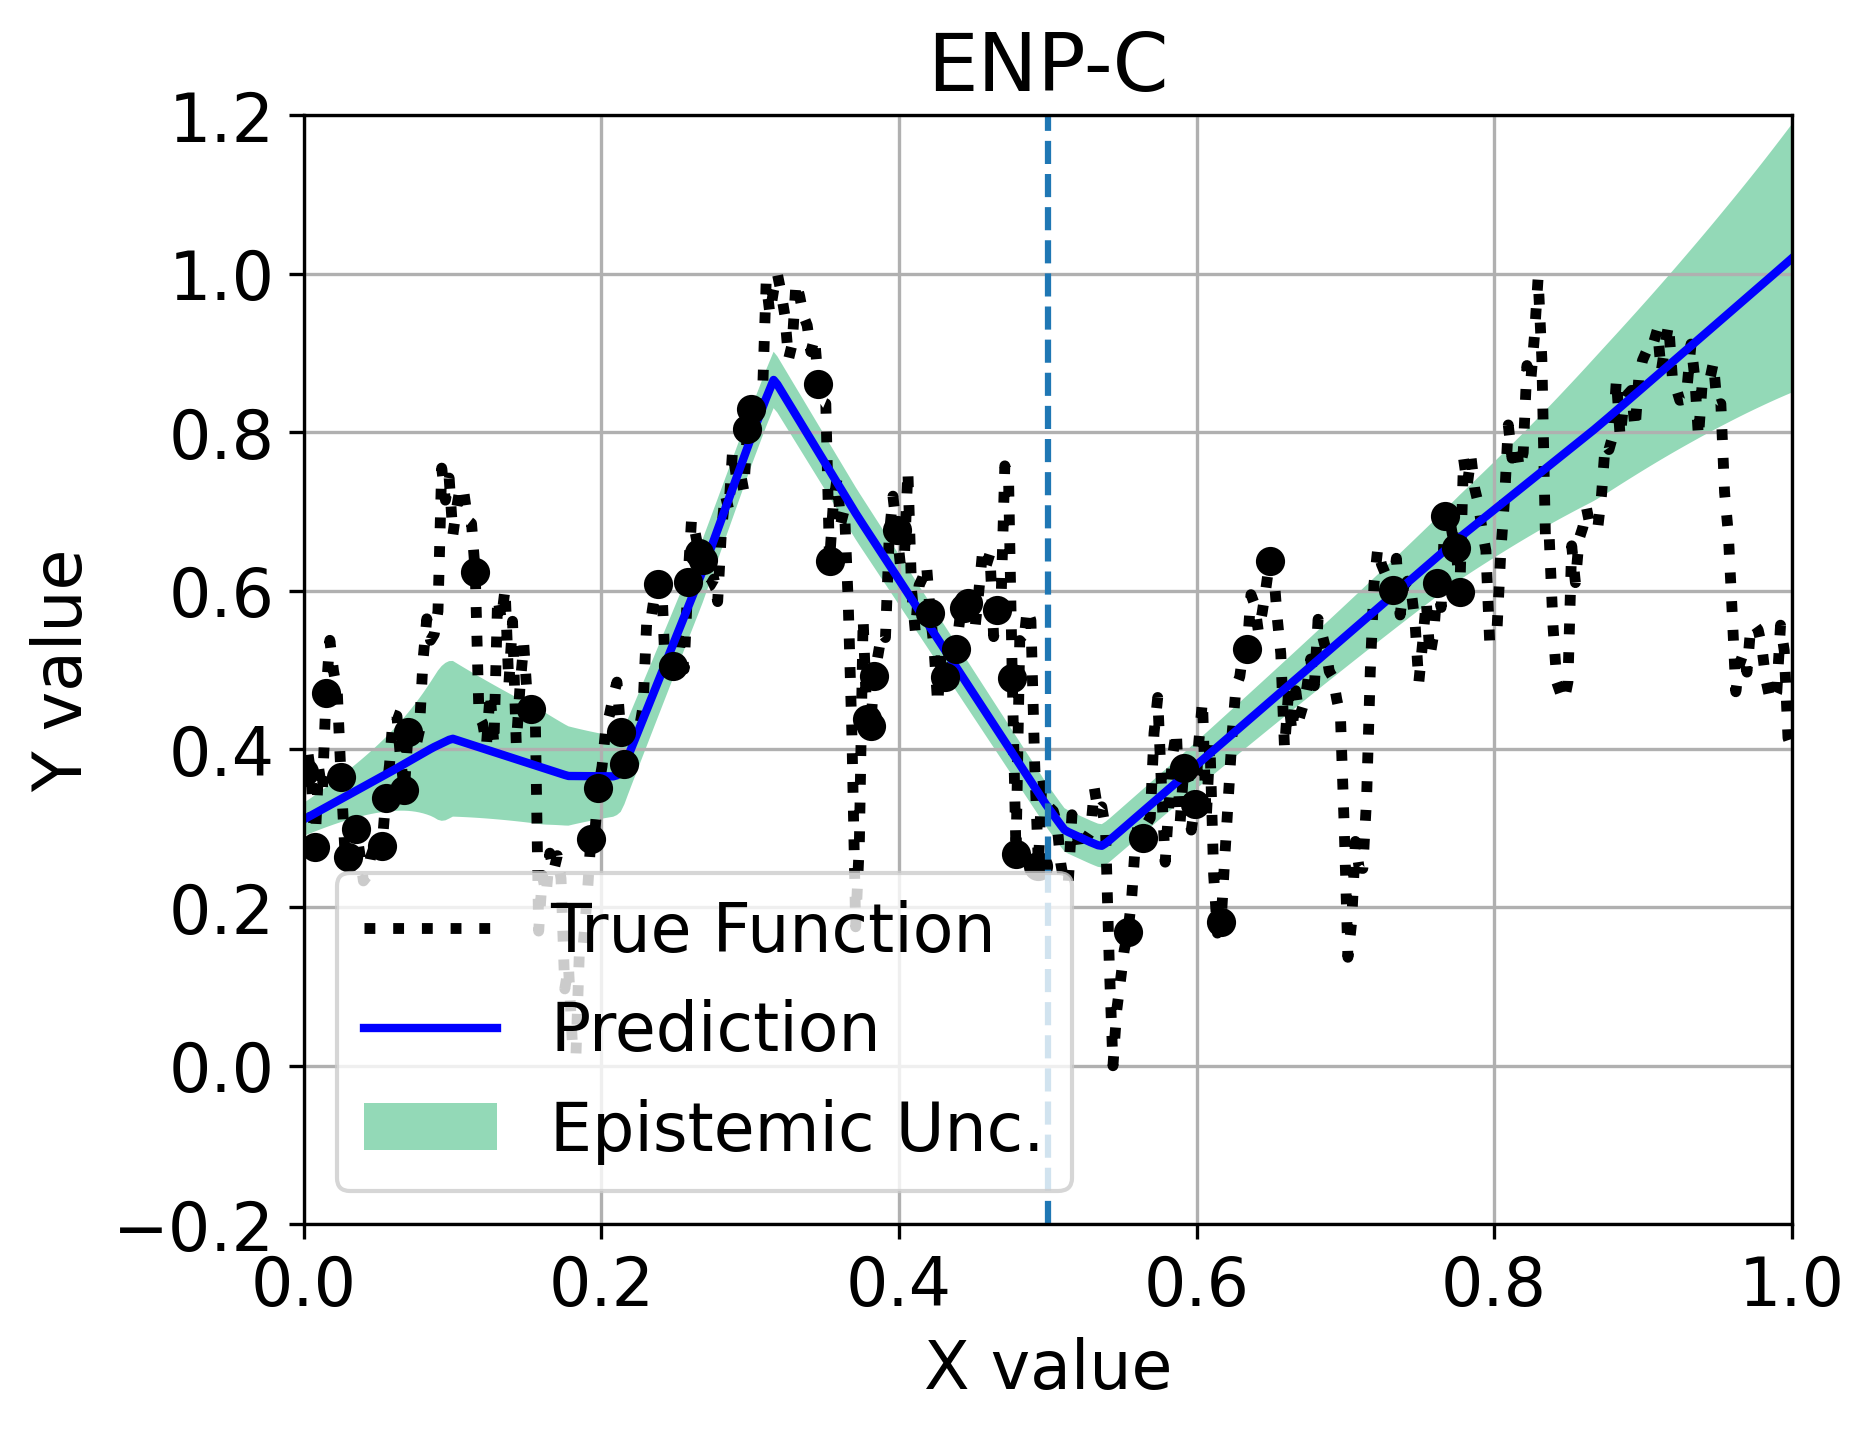 ENP-C
1.2
1.0
0.8
0.6
0.4
0.2
0.0
−0.2
Y value
True Function
Prediction
Epistemic Unc.
0.0 0.2 0.4 0.6 0.8 1.0
X value